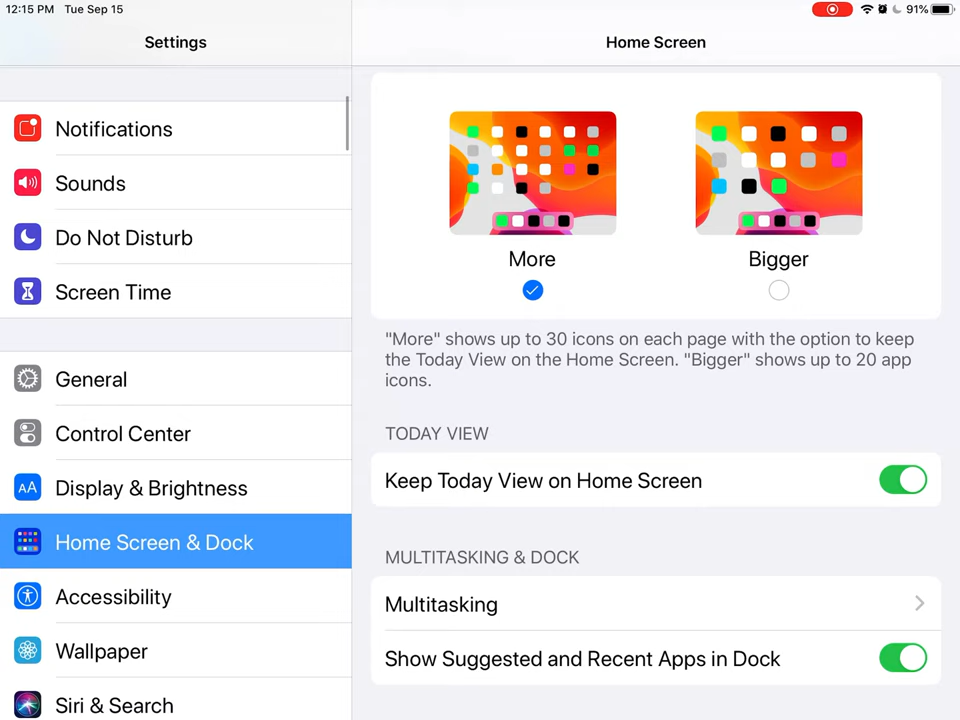 12:15 PM Tue Sep 15
91%
Settings
Home Screen
Notifications
Sounds
Do Not Disturb
Screen Time
General
Control Center
AA
Display & Brightness
Home Screen & Dock
Accessibility
Wallpaper
Siri & Search
More
Bigger
"More" shows up to 30 icons on each page with the option to keep
the Today View on the Home Screen. "Bigger" shows up to 20 app
icons.
TODAY VIEW
Keep Today View on Home Screen
MULTITASKING & DOCK
Multitasking
Show Suggested and Recent Apps in Dock